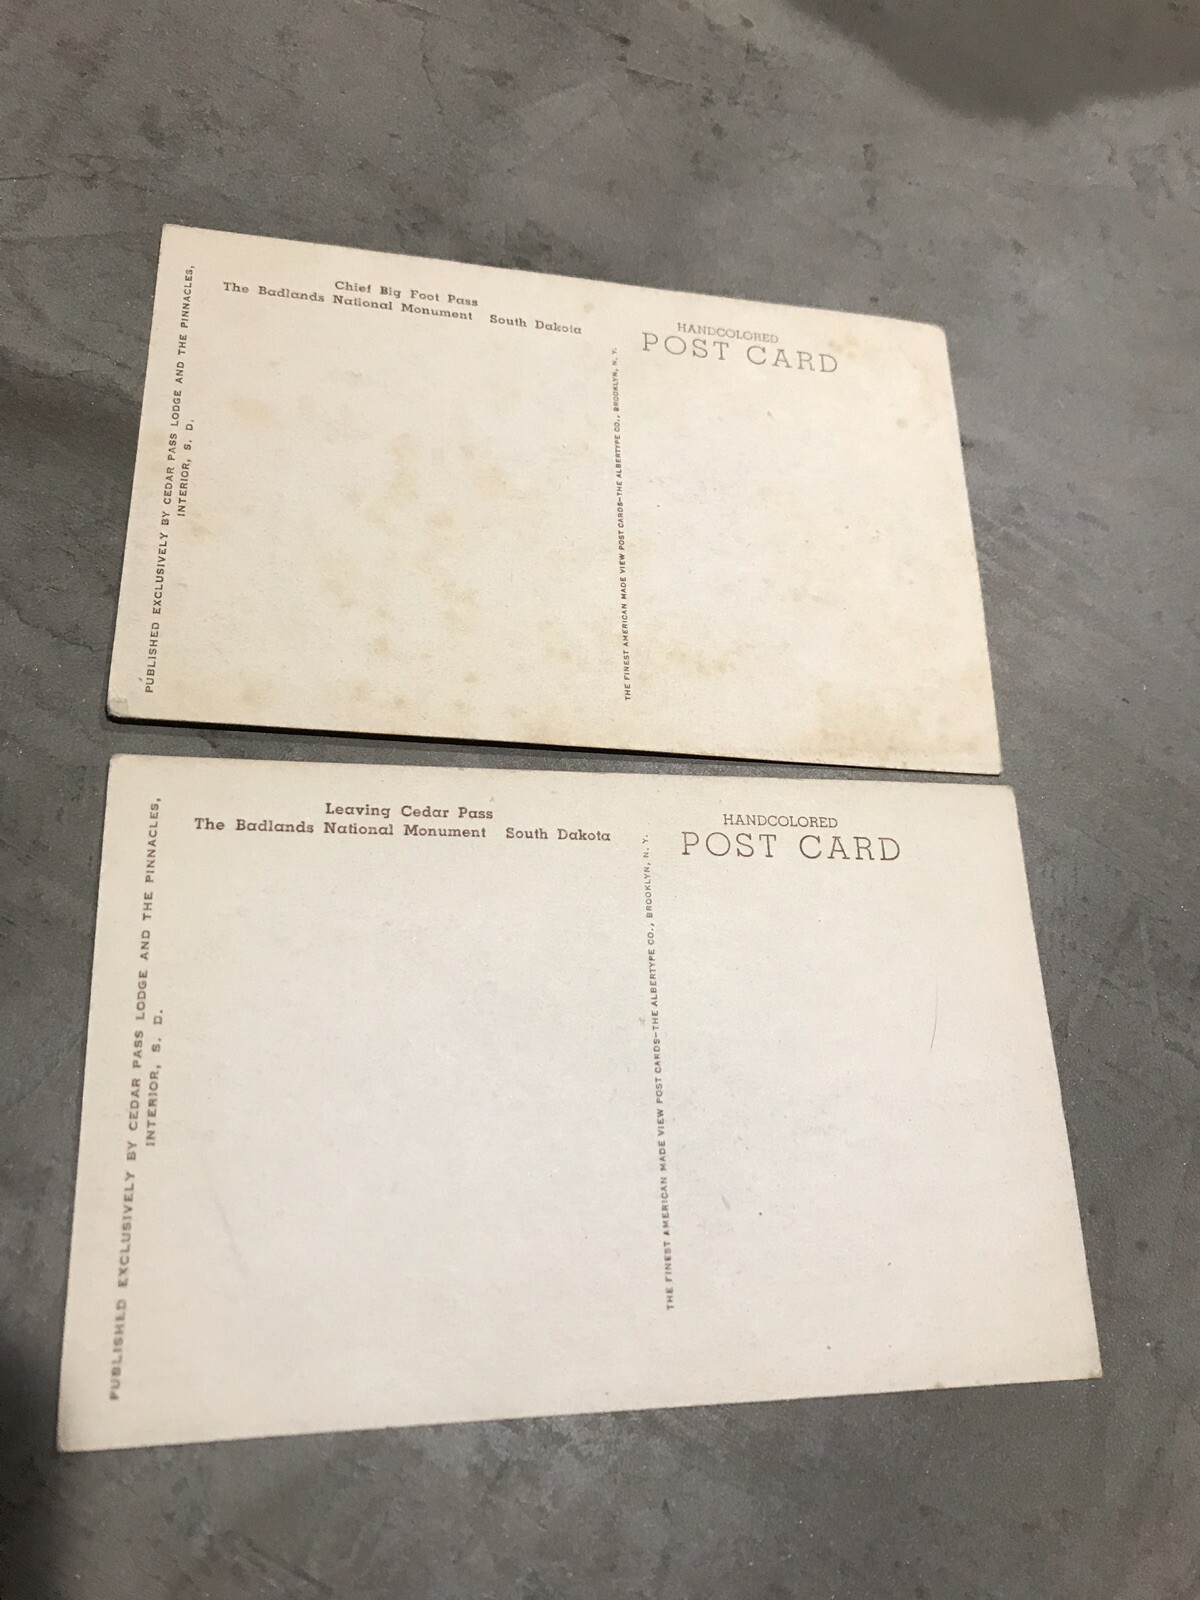 PUBLISHED EXCLUSIVELY BY CEDAR PASS LODGE AND THE PINNACLES,
INTERIOR, S. D.
Chief Big Foot Pass
The Badlands National Monument South Dakota
THE FINEST AMERICAN MADE VIEW POST CARDS—THE ALBERTYPE CO., BROOKLYN, N. Y.
HANDCOLORED
POST CARD
PUBLISHED EXCLUSIVELY BY CEDAR PASS LODGE AND THE PINNACLES,
INTERIOR, S. D.
Leaving Cedar Pass
The Badlands National Monument South Dakota
THE FINEST AMERICAN MADE VIEW POST CARDS—THE ALBERTYPE CO., BROOKLYN, N. Y.
HANDCOLORED
POST CARD